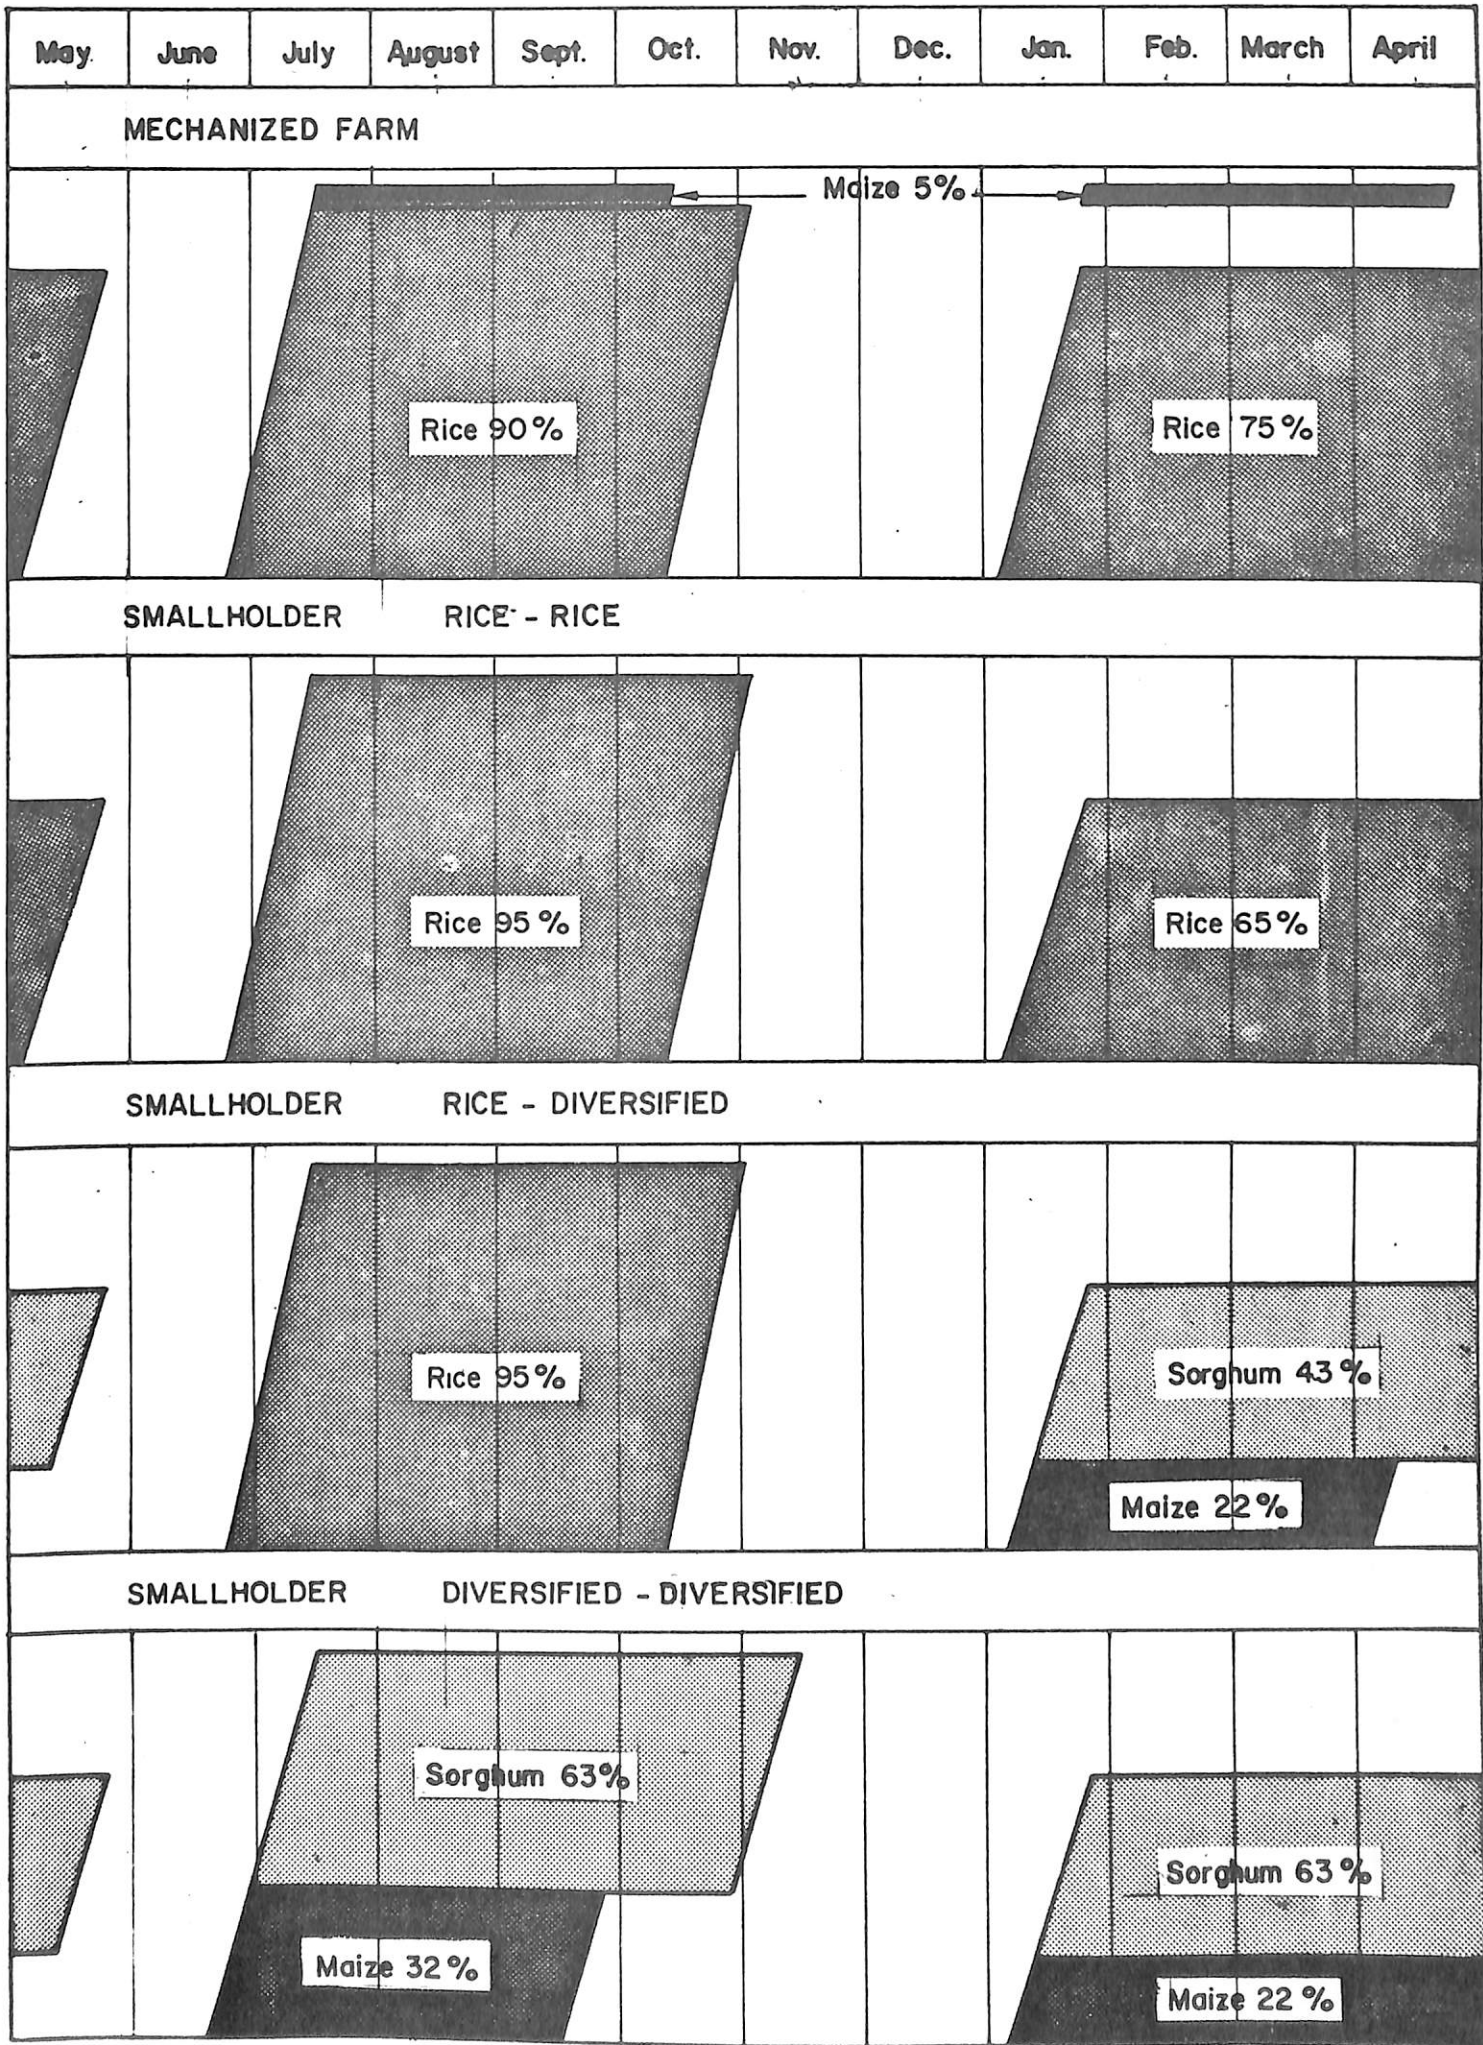 May. June July August Sept. Oct. Nov. Dec. Jan. Feb. March April
MECHANIZED FARM
Maize 5%
Rice 90%
Rice 75%
SMALLHOLDER RICE - RICE
Rice 95%
Rice 65%
SMALLHOLDER RICE - DIVERSIFIED
Rice 95%
Sorghum 43%
Maize 22%
SMALLHOLDER DIVERSIFIED - DIVERSIFIED
Sorghum 63%
Sorghum 63%
Maize 32%
Maize 22%